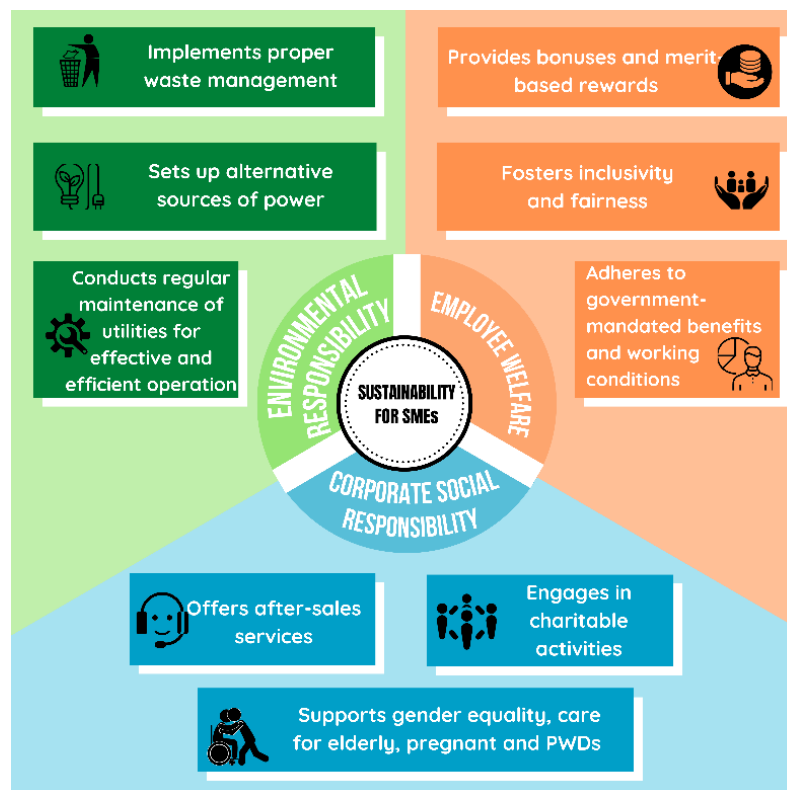 Implements proper
waste management
Sets up alternative
sources of power
Conducts regular
maintenance of
utilities for
effective and
efficient operation
Provides bonuses and merit-
based rewards
Fosters inclusivity
and fairness
Adheres to
government-
mandated benefits
and working
conditions
ENVIRONMENTAL
RESPONSIBILITY
EMPLOYEE WELFARE
SUSTAINABILITY
FOR SMEs
CORPORATE SOCIAL
RESPONSIBILITY
Offers after-sales
services
Engages in
charitable
activities
Supports gender equality, care
for elderly, pregnant and PWDs